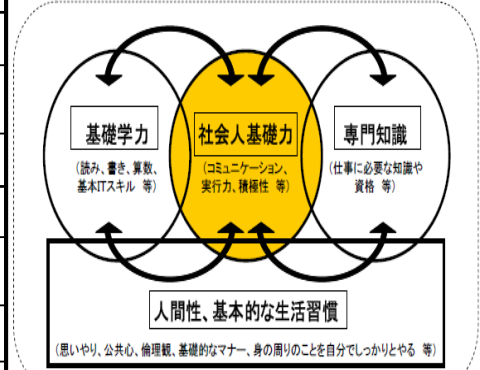 基礎学力
(読み、書き、算数、
基本ITスキル 等)
社会人基礎力
(コミュニケーション、
実行力、積極性 等)
専門知識
(仕事に必要な知識や
資格 等)
人間性、基本的な生活習慣
(思いやり、公共心、倫理観、基礎的なマナー、身の周りのことを自分でしっかりとやる 等)